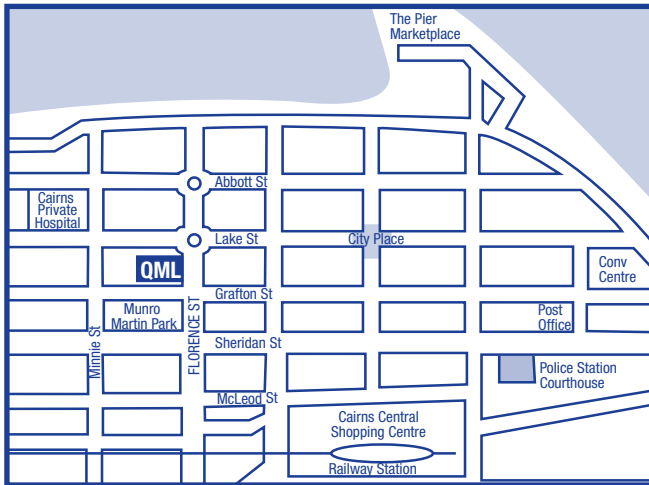 The Pier
Marketplace
Abbott St
Cairns
Private
Hospital
Lake St
City Place
QML
Conv
Centre
Grafton St
Munro
Martin Park
Post
Office
Minnie St
FLORENCE ST
Sheridan St
Police Station
Courthouse
McLeod St
Cairns Central
Shopping Centre
Railway Station